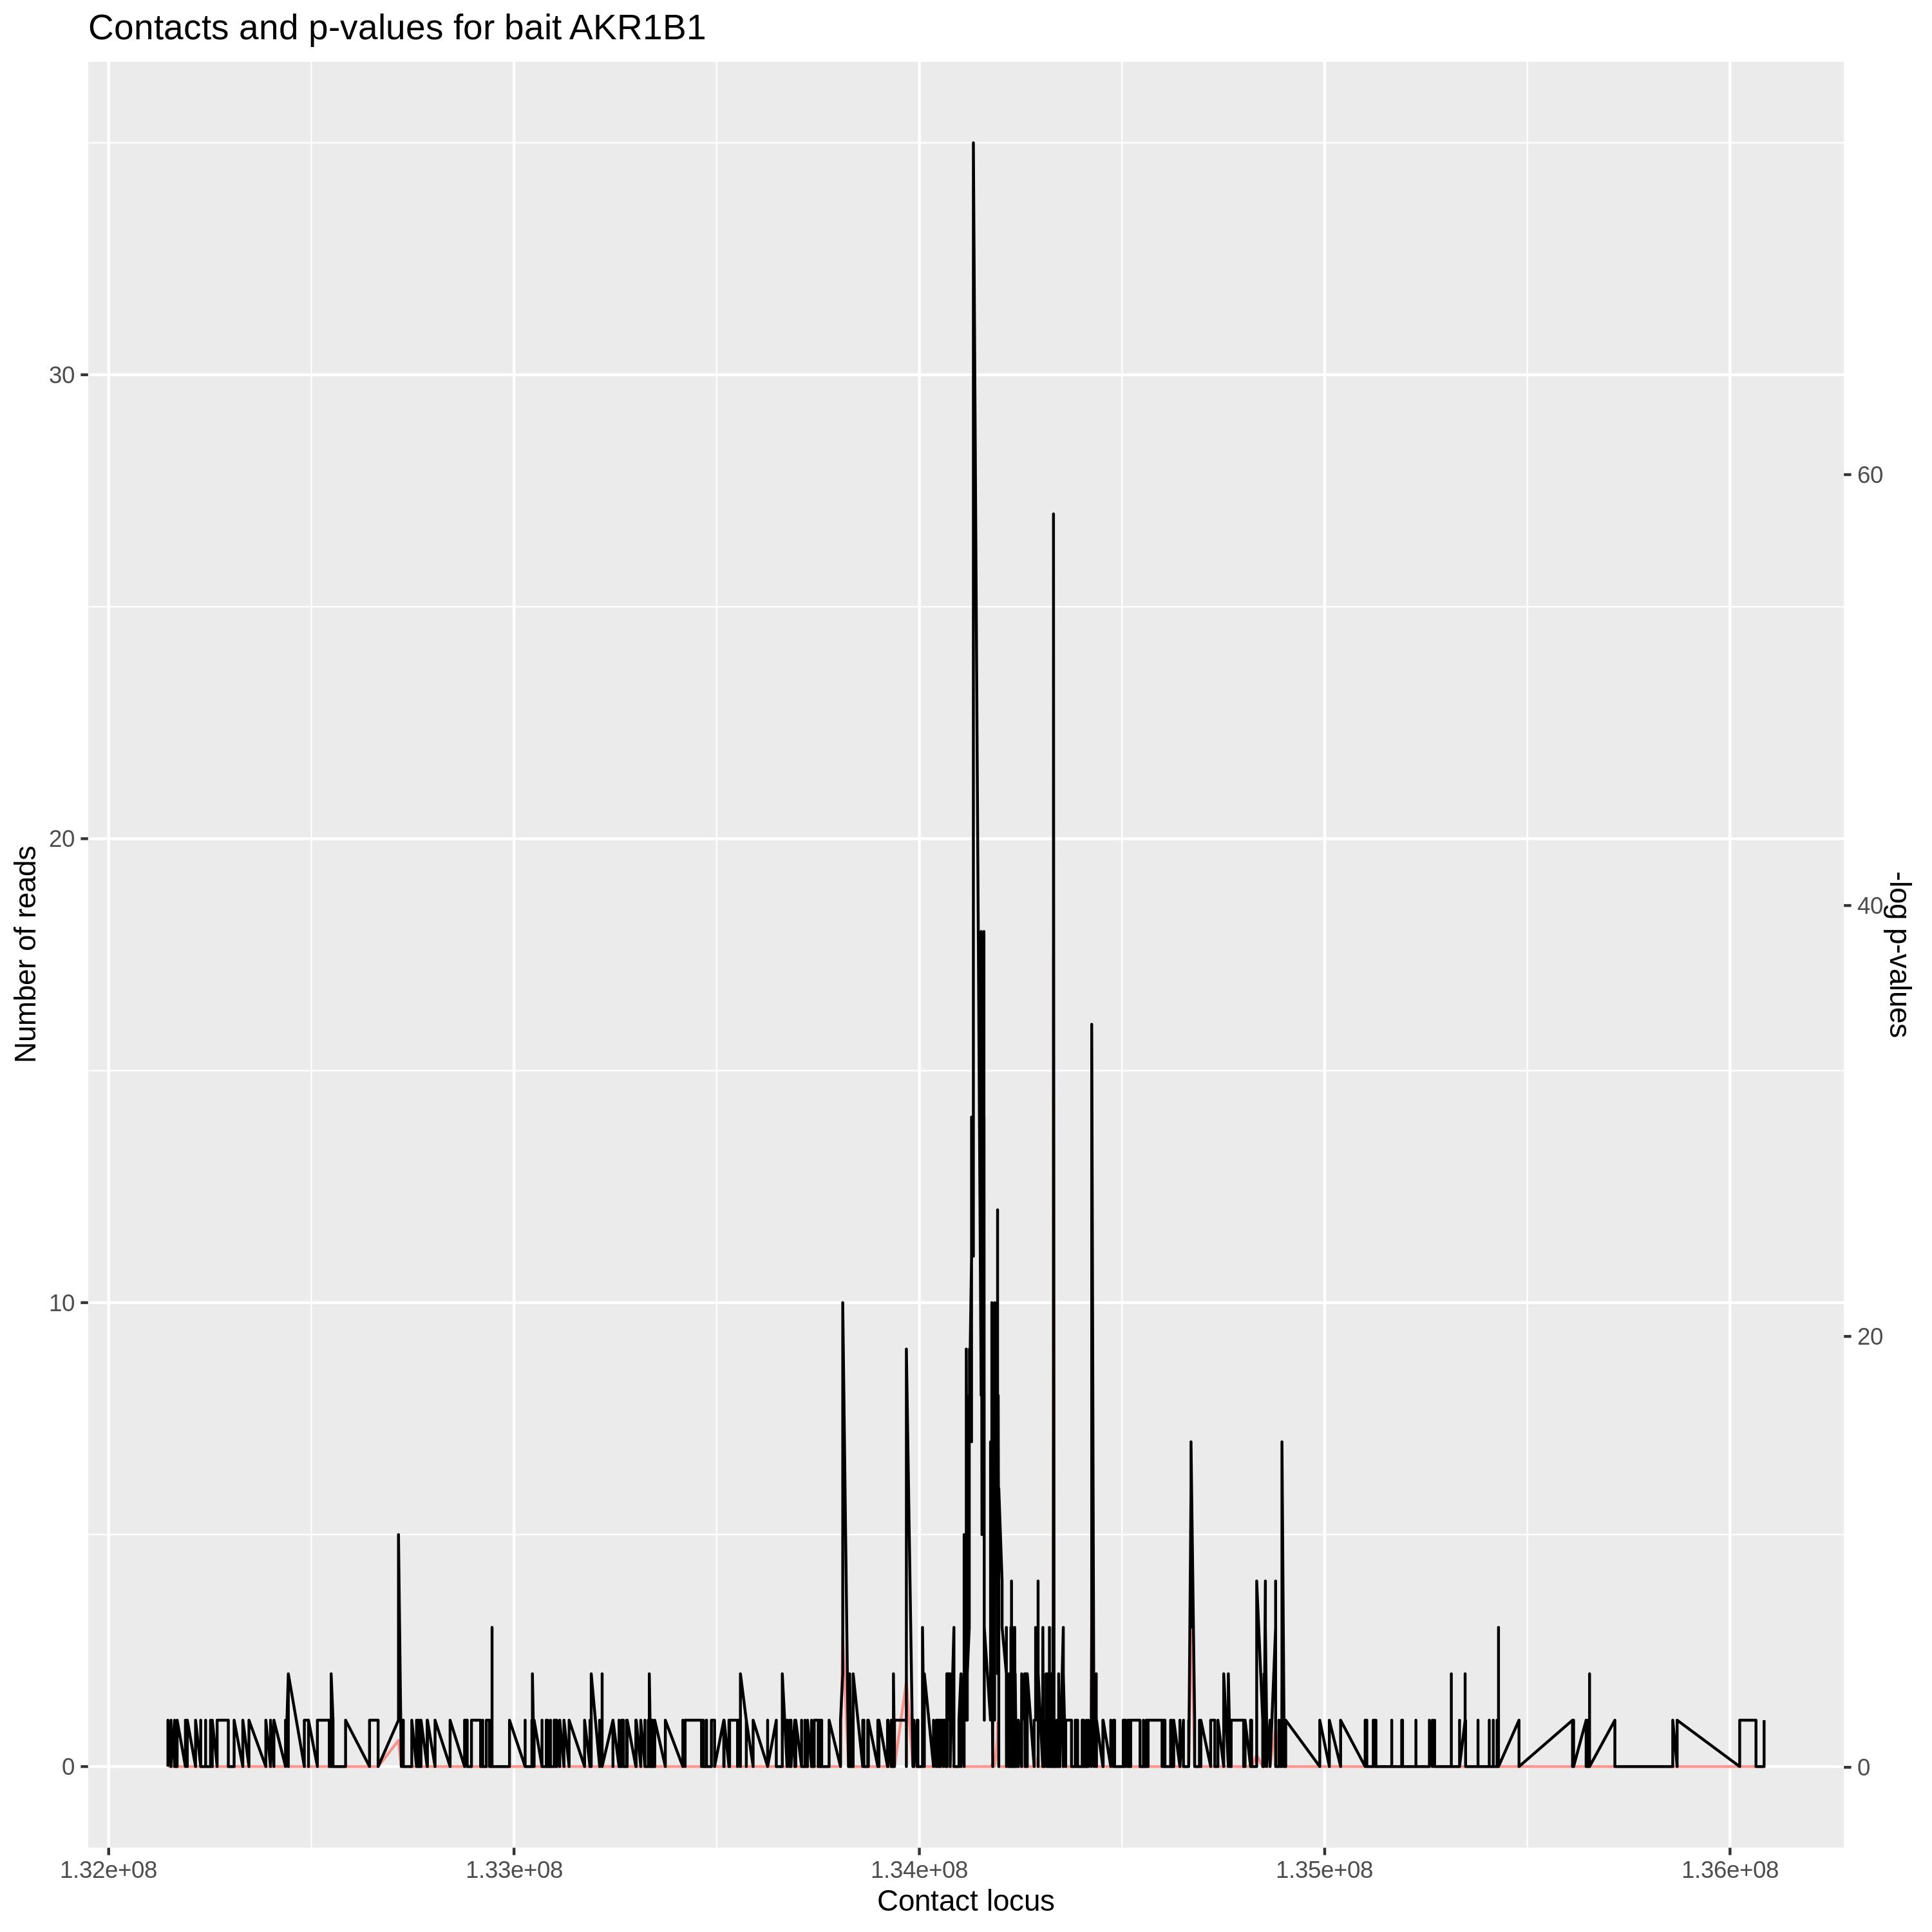 Contacts and p-values for bait AKR1B1
30
20
10
0
Number of reads
60
40
20
0
-log p-values
1.32e+08 1.33e+08 1.34e+08 1.35e+08 1.36e+08
Contact locus